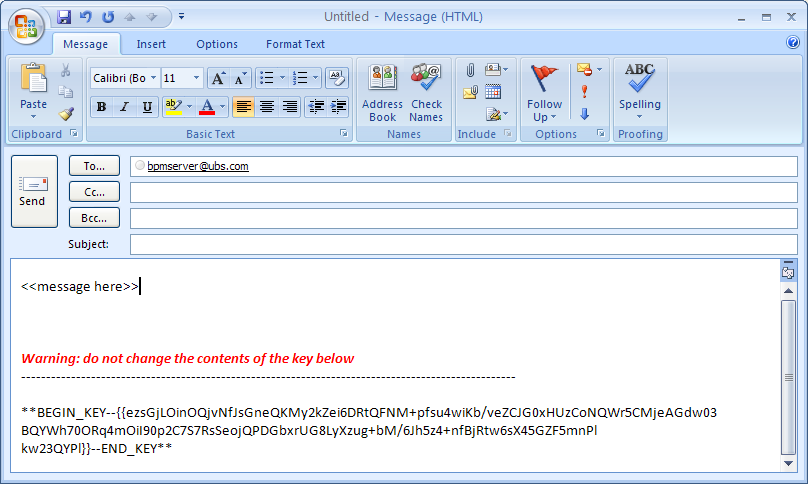 Untitled - Message (HTML)
Message Insert Options Format Text
Calibri (Bo 11
Paste
Address Book
Check Names
Follow Up
Spelling
Clipboard Basic Text Names Include Options Proofing
Send
To... bpmserver@ubs.com
Cc...
Bcc...
Subject:
<<message here>>
Warning: do not change the contents of the key below
----------------------------------------------------------------------------------------------------
**BEGIN_KEY--{{ezsGjLOinOQjvNfJsGneQKMy2kZei6DRtQFNM+pfsu4wiKb/veZCJG0xHUzCoNQWr5CMjeAGdw03
BQYWh70ORq4mOiI90p2C7S7RsSeojQPDGbxrUG8LyXzug+bM/6Jh5z4+nfBjRtw6sX45GZF5mnPl
kw23QYPl}}--END_KEY**